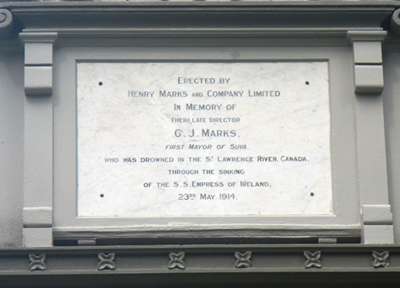 Erected by
Henry Marks and Company Limited
In Memory of
their late director
G. J. Marks,
first Mayor of Suva.
who was drowned in the St Lawrence River, Canada.
through the sinking
of the S.S. Empress of Ireland,
23rd May 1914.